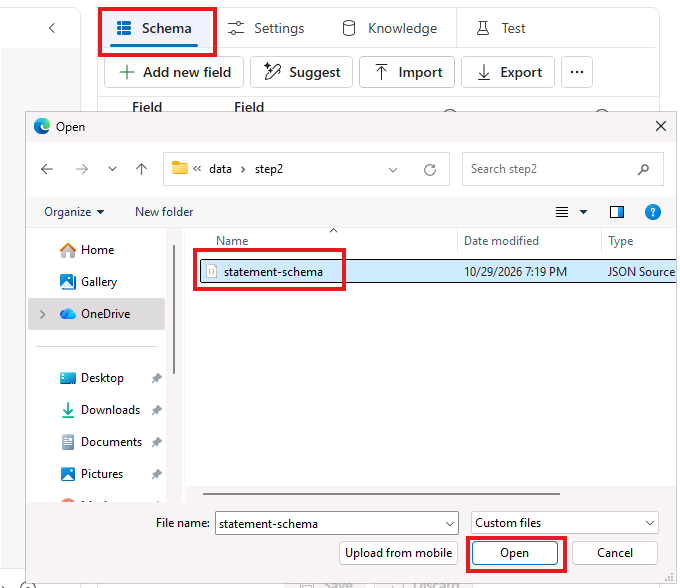 Schema Settings Knowledge Test
Add new field Suggest Import Export ...
Field Field
Open
« data > step2
Search step2
Organize New folder
Name Date modified Type
Home
statement-schema 10/29/2026 7:19 PM JSON Source
Gallery
OneDrive
Desktop
Downloads
Documents
Pictures
File name: statement-schema Custom files
Upload from mobile Open Cancel
Save Discard